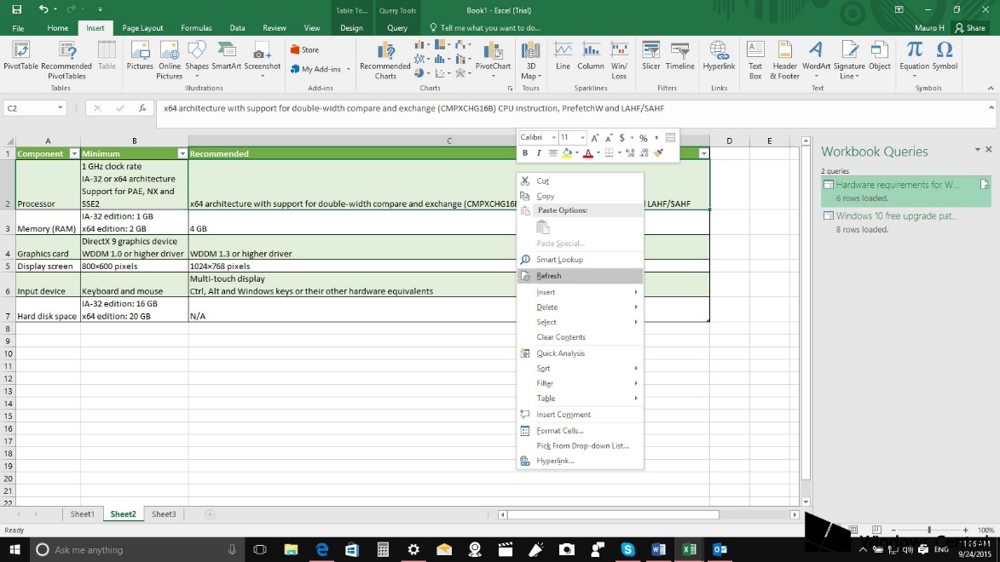 Table To...
Query Tools
Book1 - Excel (Trial)
File
Home
Insert
Page Layout
Formulas
Data
Review
View
Design
Query
Tell me what you want to do...
Mauro H
Share
PivotTable
Recommended
PivotTables
Table
Pictures
Online
Pictures
Shapes
SmartArt
Screenshot
Store
My Add-ins
Recommended
Charts
PivotChart
3D
Map
Line
Column
Win/
Loss
Slicer
Timeline
Hyperlink
Text
Box
Header
& Footer
WordArt
Signature
Line
Object
Equation
Symbol
Tables
Illustrations
Add-ins
Charts
Tours
Sparklines
Filters
Links
Text
Symbols
C2
fx
x64 architecture with support for double-width compare and exchange (CMPXCHG16B) CPU instruction, PrefetchW and LAHF/SAHF
A B C D E
1 Component Minimum Recommended
1 GHz clock rate
IA-32 or x64 architecture
Support for PAE, NX and
2 Processor SSE2 x64 architecture with support for double-width compare and exchange (CMPXCHG16B LAHF/SAHF
IA-32 edition: 1 GB
3 Memory (RAM) x64 edition: 2 GB 4 GB
DirectX 9 graphics device
4 Graphics card WDDM 1.0 or higher driver WDDM 1.3 or higher driver
5 Display screen 800×600 pixels 1024×768 pixels
Multi-touch display
6 Input device Keyboard and mouse Ctrl, Alt and Windows keys or their other hardware equivalents
IA-32 edition: 16 GB
7 Hard disk space x64 edition: 20 GB N/A
8
9
10
11
12
13
14
15
16
17
18
19
20
21
22
Calibri 11 A A $ % ,
B I A
Cut
Copy
Paste Options:
Paste Special...
Smart Lookup
Refresh
Insert
Delete
Select
Clear Contents
Quick Analysis
Sort
Filter
Table
Insert Comment
Format Cells...
Pick From Drop-down List...
Hyperlink...
Workbook Queries
2 queries
Hardware requirements for W...
6 rows loaded.
Windows 10 free upgrade pat...
8 rows loaded.
Sheet1
Sheet2
Sheet3
Ready
100%
Ask me anything
ENG
11:26 AM
9/24/2015
Windows Central